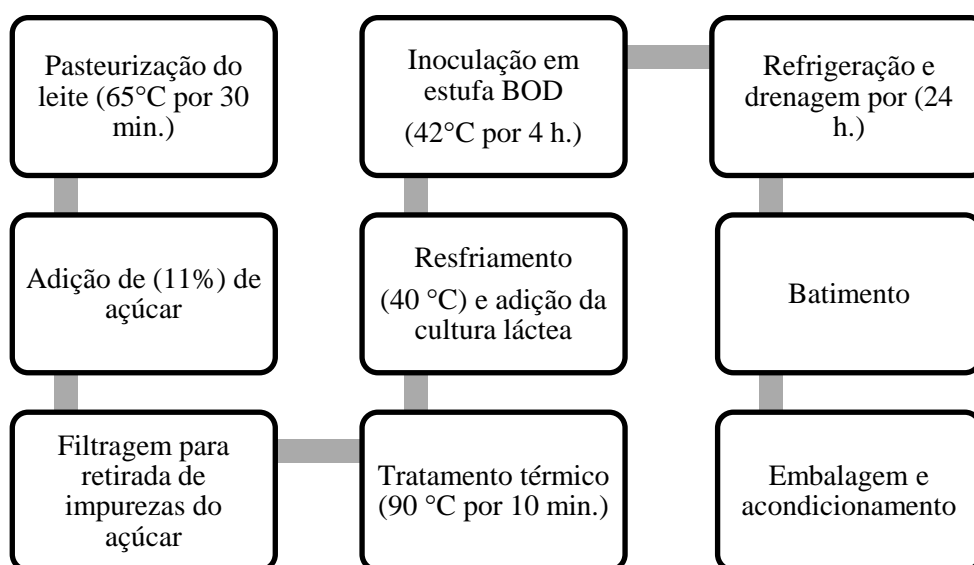 Pasteurização do
leite (65°C por 30
min.)
Adição de (11%) de
açúcar
Filtragem para
retirada de
impurezas do
açúcar
Tratamento térmico
(90 °C por 10 min.)
Resfriamento
(40 °C) e adição da
cultura láctea
Inoculação em
estufa BOD
(42°C por 4 h.)
Refrigeração e
drenagem por (24
h.)
Batimento
Embalagem e
acondicionamento